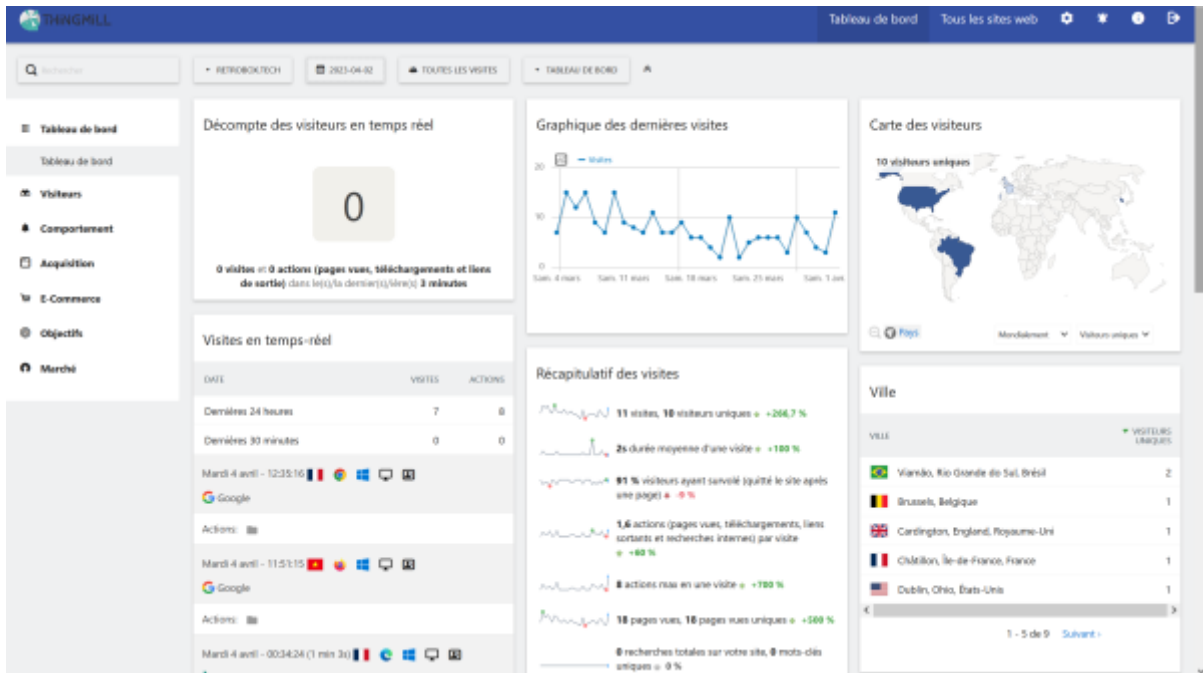 THINGMILL
Tableau de bord
Tous les sites web
Rechercher
RETROBOX.TECH
2023-04-02
TOUTES LES VISITES
TABLEAU DE BORD
Tableau de bord
Tableau de bord
Visiteurs
Comportement
Acquisition
E-Commerce
Objectifs
Marché
Décompte des visiteurs en temps réel
0
0 visites et 0 actions (pages vues, téléchargements et liens
de sortie) dans le(s)/la dernier(s)/ière(s) 3 minutes
Visites en temps-réel
DATE VISITES ACTIONS
Dernières 24 heures 7 8
Dernières 30 minutes 0 0
Mardi 4 avril - 12:35:16
Google
Actions:
Mardi 4 avril - 11:51:15
Google
Actions:
Mardi 4 avril - 00:34:24 (1 min 3s)
Graphique des dernières visites
Visites
20
10
0
Sam. 4 mars Sam. 11 mars Sam. 18 mars Sam. 25 mars Sam. 1 avr.
Récapitulatif des visites
11 visites, 10 visiteurs uniques +266,7 %
2s durée moyenne d'une visite +100 %
91 % visiteurs ayant survolé (quitté le site après
une page) -9 %
1,6 actions (pages vues, téléchargements, liens
sortants et recherches internes) par visite
+60 %
8 actions max en une visite +700 %
18 pages vues, 18 pages vues uniques +500 %
0 recherches totales sur votre site, 0 mots-clés
uniques 0 %
Carte des visiteurs
10 visiteurs uniques
Pays
Mondialement
Visiteurs uniques
Ville
VILLE VISITEURS
UNIQUES
Viamão, Rio Grande do Sul, Brésil 2
Brussels, Belgique 1
Cardington, England, Royaume-Uni 1
Châtillon, Île-de-France, France 1
Dublin, Ohio, États-Unis 1
1 - 5 de 9 Suivant ›